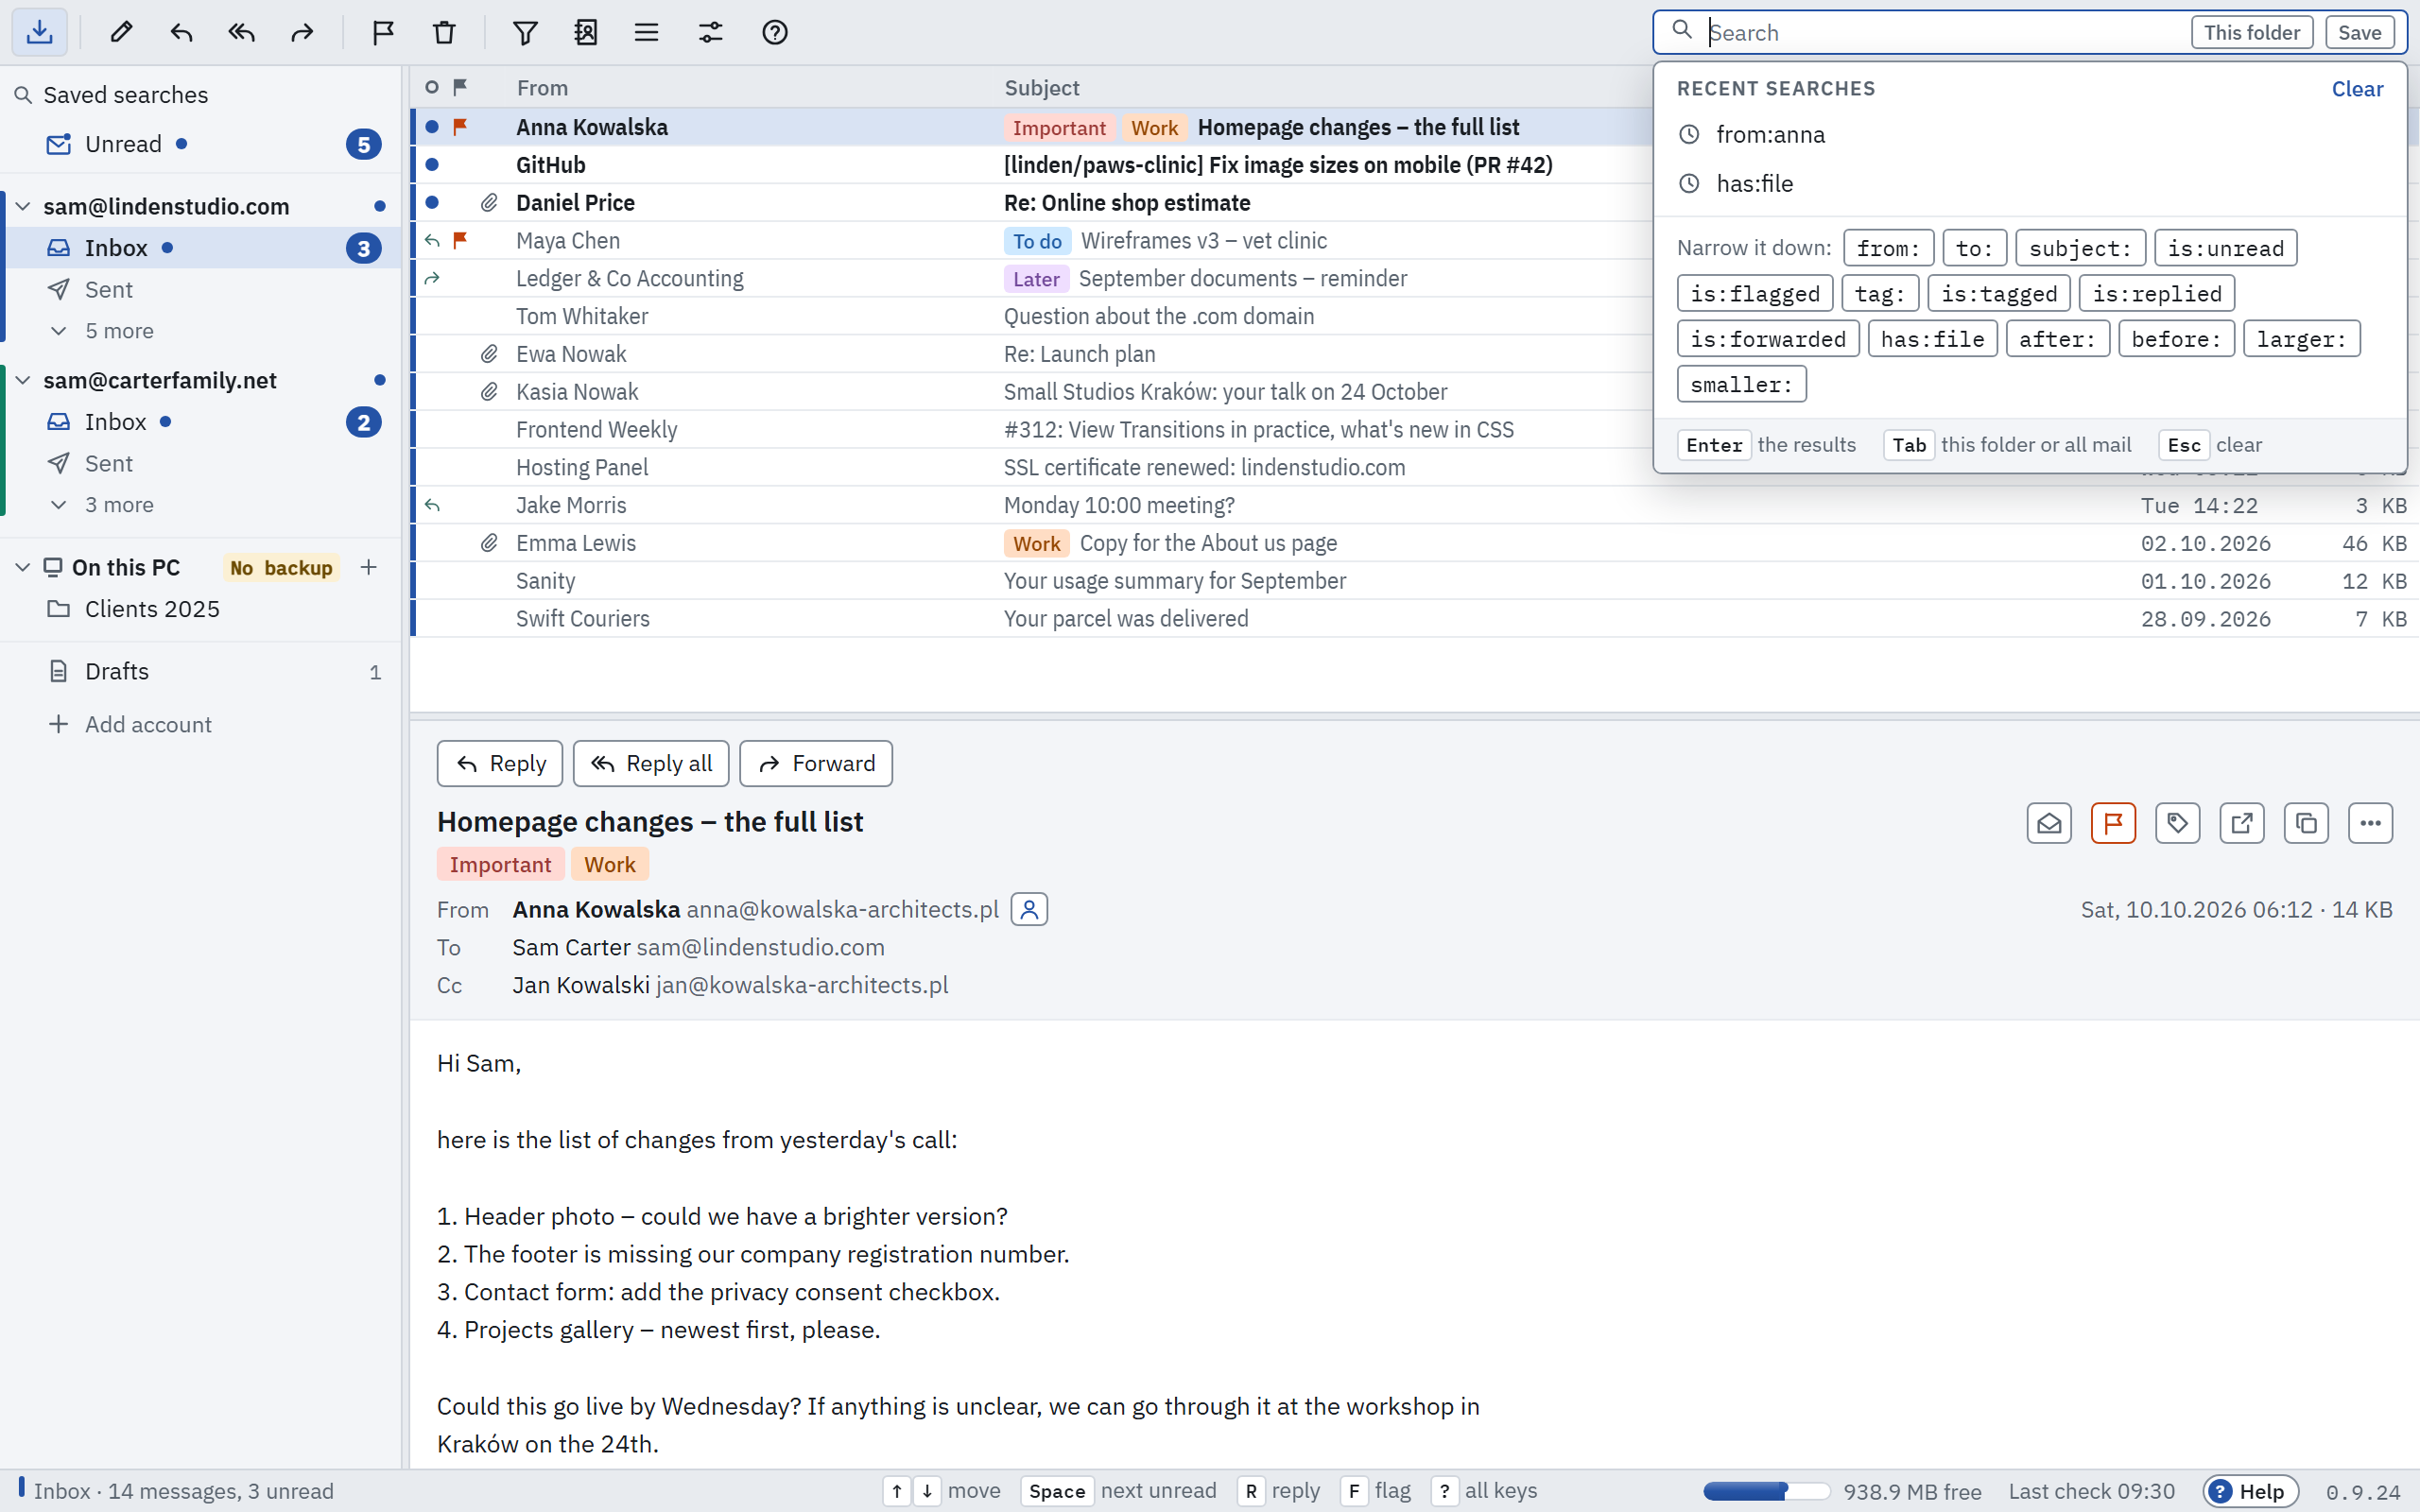 Search
This folder
Save
Saved searches
Unread
5
sam@lindenstudio.com
Inbox
3
Sent
5 more
sam@carterfamily.net
Inbox
2
Sent
3 more
On this PC
No backup
Clients 2025
Drafts
1
Add account
From Subject
Anna Kowalska Important Work Homepage changes – the full list
GitHub [linden/paws-clinic] Fix image sizes on mobile (PR #42)
Daniel Price Re: Online shop estimate
Maya Chen To do Wireframes v3 – vet clinic
Ledger & Co Accounting Later September documents – reminder
Tom Whitaker Question about the .com domain
Ewa Nowak Re: Launch plan
Kasia Nowak Small Studios Kraków: your talk on 24 October
Frontend Weekly #312: View Transitions in practice, what's new in CSS
Hosting Panel SSL certificate renewed: lindenstudio.com
Jake Morris Monday 10:00 meeting? Tue 14:22 3 KB
Emma Lewis Work Copy for the About us page 02.10.2026 46 KB
Sanity Your usage summary for September 01.10.2026 12 KB
Swift Couriers Your parcel was delivered 28.09.2026 7 KB
RECENT SEARCHES Clear
from:anna
has:file
Narrow it down: from: to: subject: is:unread
is:flagged tag: is:tagged is:replied
is:forwarded has:file after: before: larger:
smaller:
Enter the results Tab this folder or all mail Esc clear
Reply Reply all Forward
Homepage changes – the full list
Important Work
From Anna Kowalska anna@kowalska-architects.pl Sat, 10.10.2026 06:12 · 14 KB
To Sam Carter sam@lindenstudio.com
Cc Jan Kowalski jan@kowalska-architects.pl
Hi Sam,
here is the list of changes from yesterday's call:
1. Header photo – could we have a brighter version?
2. The footer is missing our company registration number.
3. Contact form: add the privacy consent checkbox.
4. Projects gallery – newest first, please.
Could this go live by Wednesday? If anything is unclear, we can go through it at the workshop in
Kraków on the 24th.
Inbox · 14 messages, 3 unread ↑ ↓ move Space next unread R reply F flag ? all keys 938.9 MB free Last check 09:30 ? Help 0.9.24